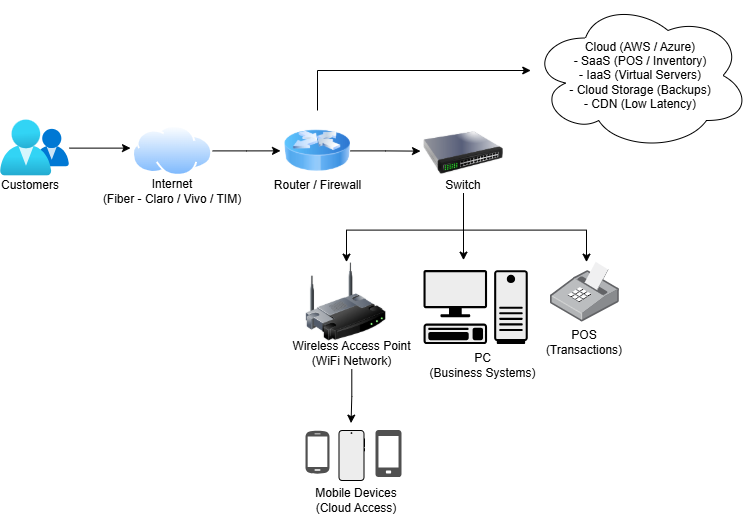 Cloud (AWS / Azure)
- SaaS (POS / Inventory)
- IaaS (Virtual Servers)
- Cloud Storage (Backups)
- CDN (Low Latency)
Customers
Internet
(Fiber - Claro / Vivo / TIM)
Router / Firewall
Switch
Wireless Access Point
(WiFi Network)
PC
(Business Systems)
POS
(Transactions)
Mobile Devices
(Cloud Access)